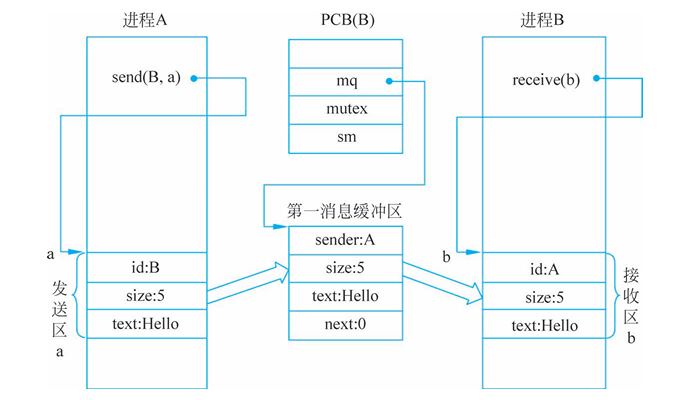 进程A
PCB(B)
进程B
send(B, a)
mq
receive(b)
mutex
sm
第一消息缓冲区
a
sender:A
b
id:B
size:5
id:A
size:5
text:Hello
size:5
text:Hello
next:0
text:Hello
发送区a
接收区b